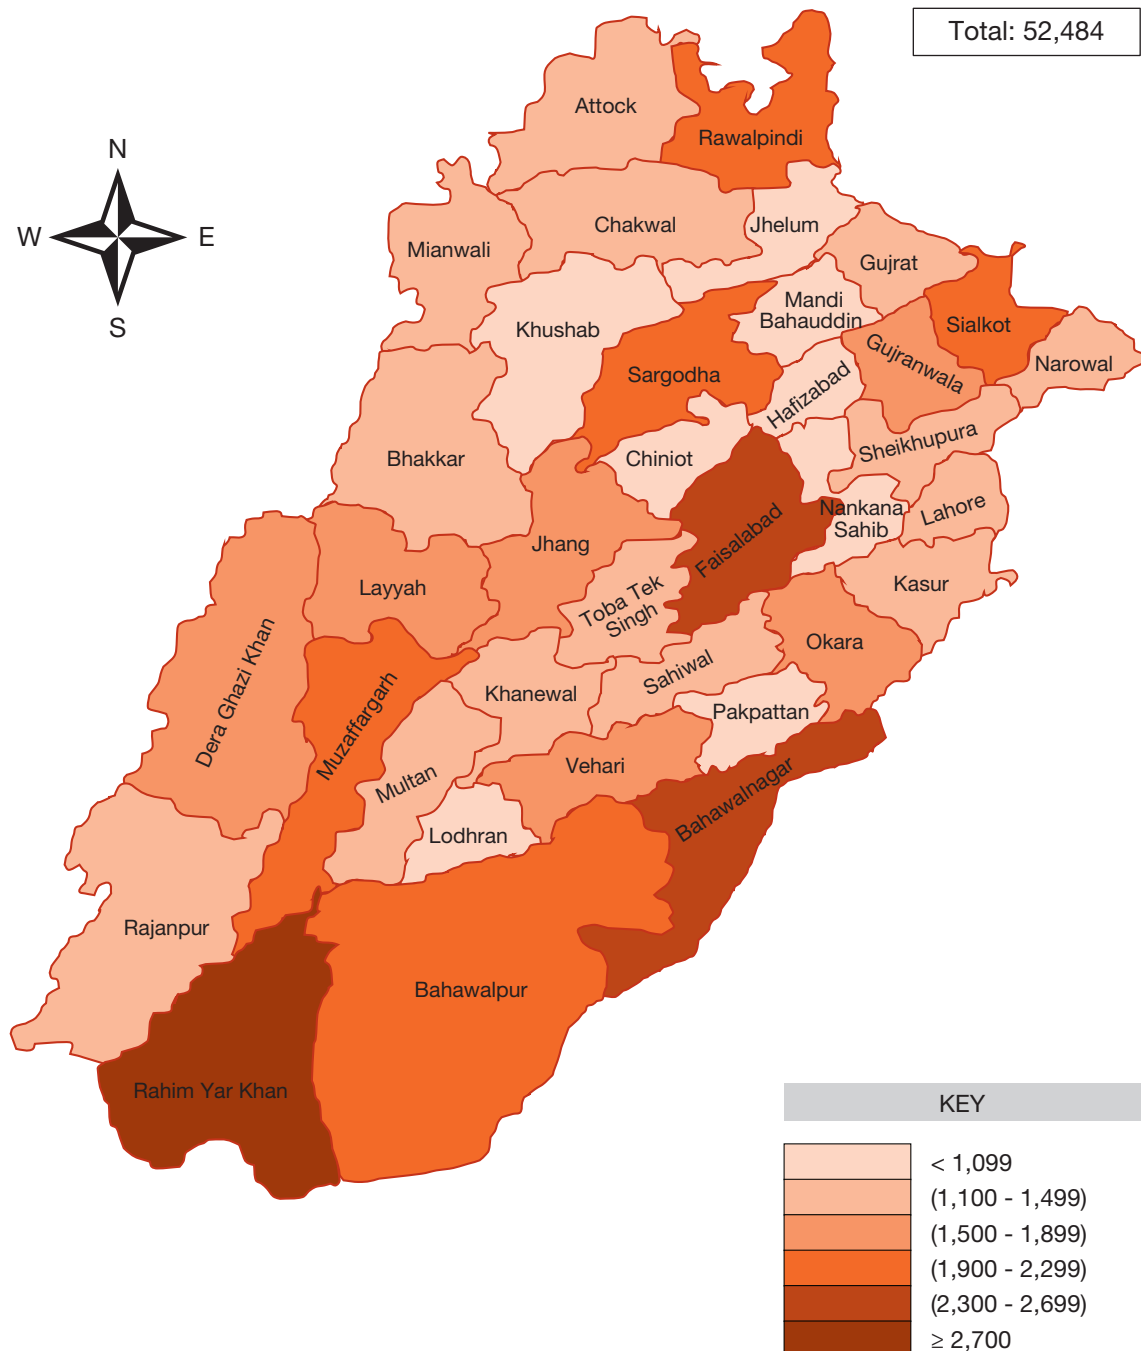 Total: 52,484
Attock
Rawalpindi
N
W
E
S
Chakwal
Jhelum
Mianwali
Gujrat
Mandi
Bahauddin
Khushab
Sialkot
Gujranwala
Narowal
Sargodha
Hafizabad
Sheikhupura
Bhakkar
Chiniot
Nankana
Sahib
Lahore
Faisalabad
Jhang
Layyah
Toba Tek
Singh
Kasur
Okara
Dera Ghazi Khan
Muzaffargarh
Khanewal
Sahiwal
Pakpattan
Multan
Vehari
Bahawalnagar
Lodhran
Rajanpur
Bahawalpur
Rahim Yar Khan
KEY
< 1,099
(1,100 - 1,499)
(1,500 - 1,899)
(1,900 - 2,299)
(2,300 - 2,699)
≥ 2,700